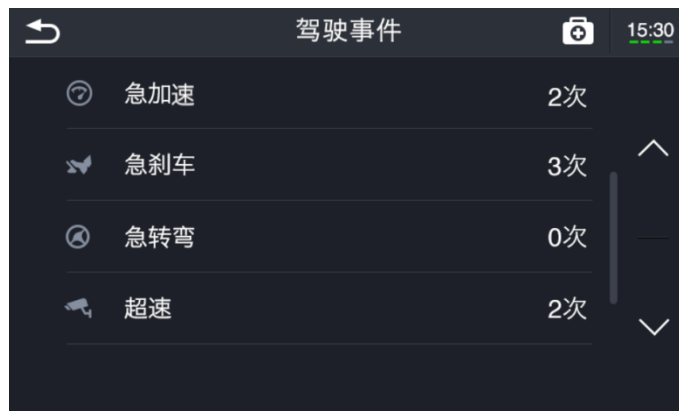 驾驶事件 15:30
急加速 2次
急刹车 3次
急转弯 0次
超速 2次